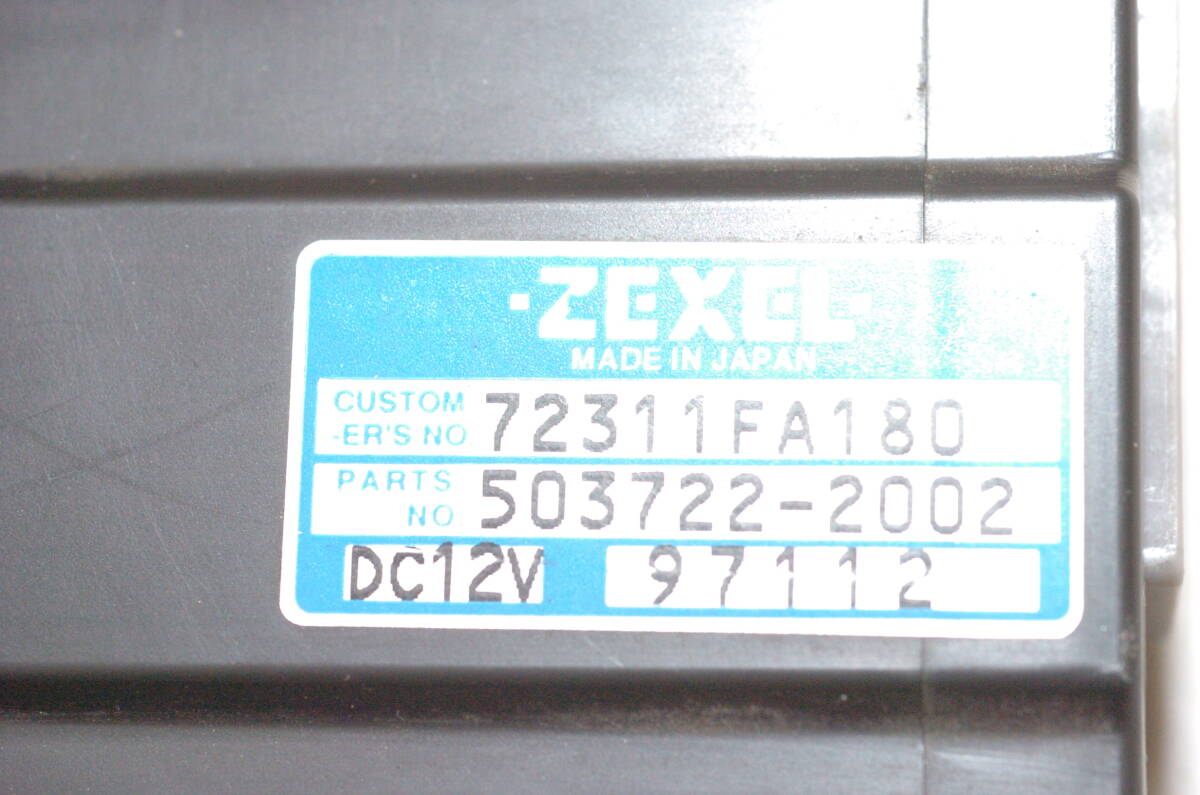 ·ZEXEL·
MADE IN JAPAN
CUSTOM
-ER'S NO. 72311FA180
PARTS
NO. 503722-2002
DC12V 97112